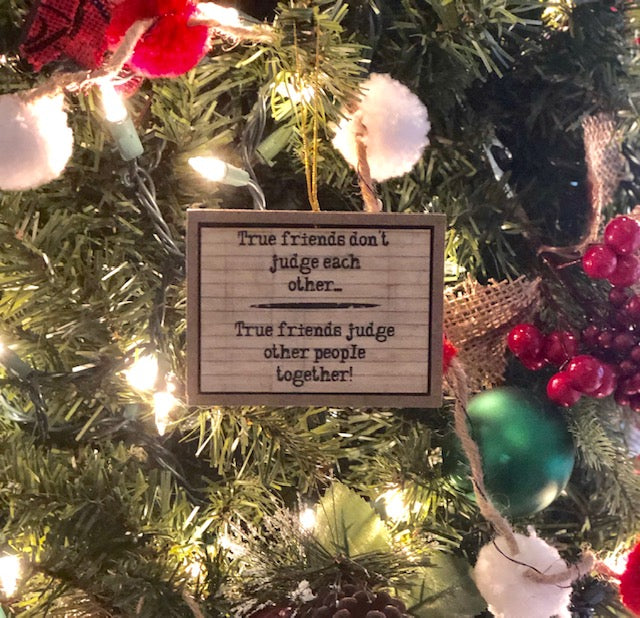 True friends don't
judge each
other...
True friends judge
other people
together!